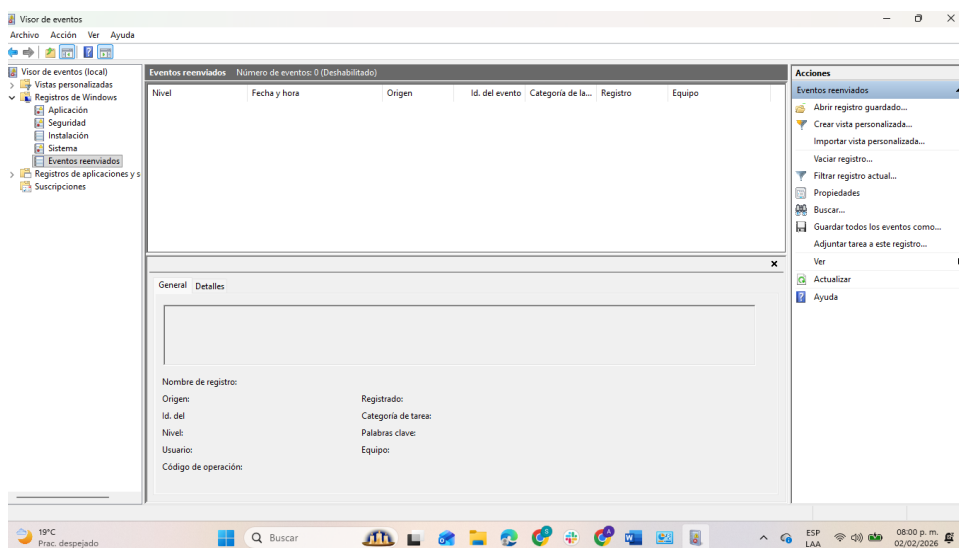 Visor de eventos
Archivo Acción Ver Ayuda
Visor de eventos (local)
Vistas personalizadas
Registros de Windows
Aplicación
Seguridad
Instalación
Sistema
Eventos reenviados
Registros de aplicaciones y s
Suscripciones
Eventos reenviados Número de eventos: 0 (Deshabilitado)
Nivel Fecha y hora Origen Id. del evento Categoría de la... Registro Equipo
General Detalles
Nombre de registro:
Origen: Registrado:
Id. del Categoría de tarea:
Nivel: Palabras clave:
Usuario: Equipo:
Código de operación:
Acciones
Eventos reenviados
Abrir registro guardado...
Crear vista personalizada...
Importar vista personalizada...
Vaciar registro...
Filtrar registro actual...
Propiedades
Buscar...
Guardar todos los eventos como...
Adjuntar tarea a este registro...
Ver
Actualizar
Ayuda
19°C
Prac. despejado
Buscar
ESP
LAA
08:00 p. m.
02/02/2026